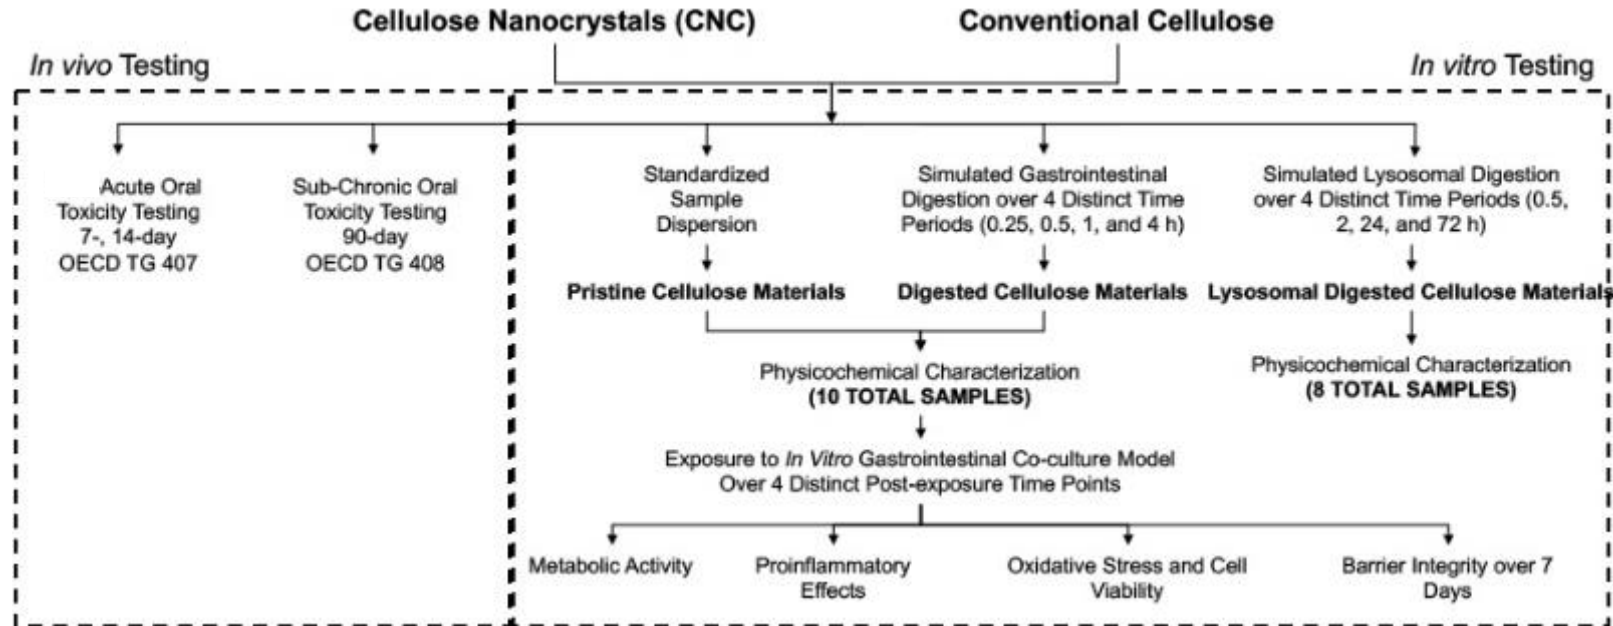 Cellulose Nanocrystals (CNC)
Conventional Cellulose
In vivo Testing
In vitro Testing
Acute Oral
Toxicity Testing
7-, 14-day
OECD TG 407
Sub-Chronic Oral
Toxicity Testing
90-day
OECD TG 408
Standardized
Sample
Dispersion
Simulated Gastrointestinal
Digestion over 4 Distinct Time
Periods (0.25, 0.5, 1, and 4 h)
Simulated Lysosomal Digestion
over 4 Distinct Time Periods (0.5,
2, 24, and 72 h)
Pristine Cellulose Materials
Digested Cellulose Materials
Lysosomal Digested Cellulose Materials
Physicochemical Characterization
(10 TOTAL SAMPLES)
Physicochemical Characterization
(8 TOTAL SAMPLES)
Exposure to In Vitro Gastrointestinal Co-culture Model
Over 4 Distinct Post-exposure Time Points
Metabolic Activity
Proinflammatory
Effects
Oxidative Stress and Cell
Viability
Barrier Integrity over 7
Days